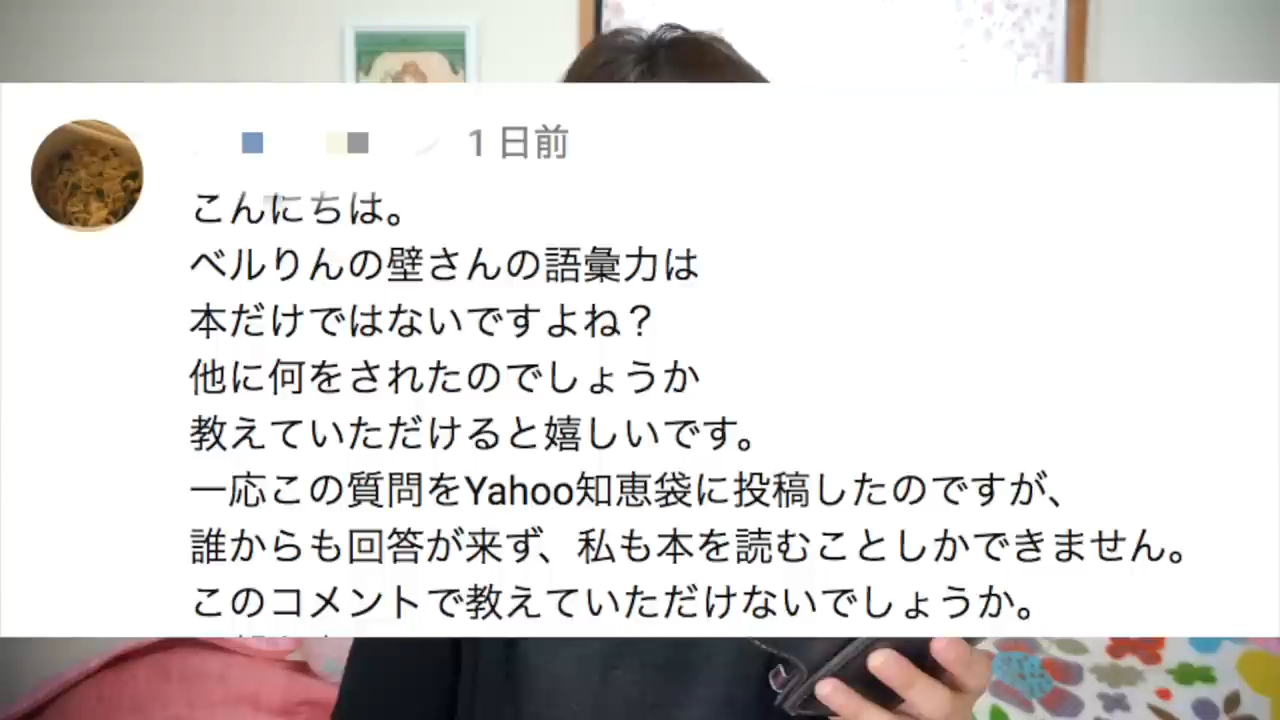 1 日前
こんにちは。
ベルりんの壁さんの語彙力は
本だけではないですよね？
他に何をされたのでしょうか
教えていただけると嬉しいです。
一応この質問をYahoo知恵袋に投稿したのですが、
誰からも回答が来ず、私も本を読むことしかできません。
このコメントで教えていただけないでしょうか。